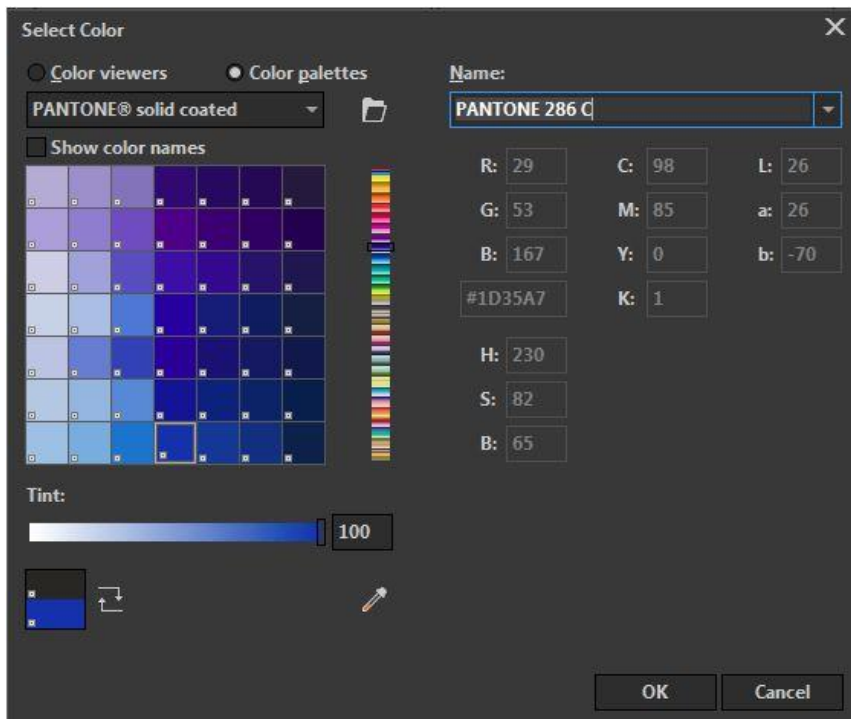 Select Color
Color viewers
Color palettes
Name:
PANTONE® solid coated
PANTONE 286 C
Show color names
R: 29 C: 98 L: 26
G: 53 M: 85 a: 26
B: 167 Y: 0 b: -70
#1D35A7 K: 1
H: 230
S: 82
B: 65
Tint:
100
OK Cancel